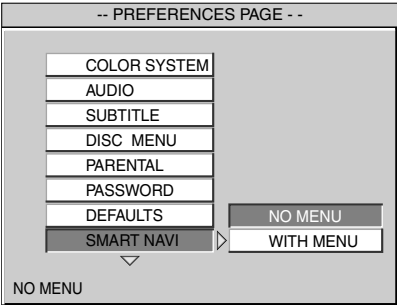 -- PREFERENCES PAGE - -
COLOR SYSTEM
AUDIO
SUBTITLE
DISC MENU
PARENTAL
PASSWORD
DEFAULTS
NO MENU
SMART NAVI
WITH MENU
NO MENU